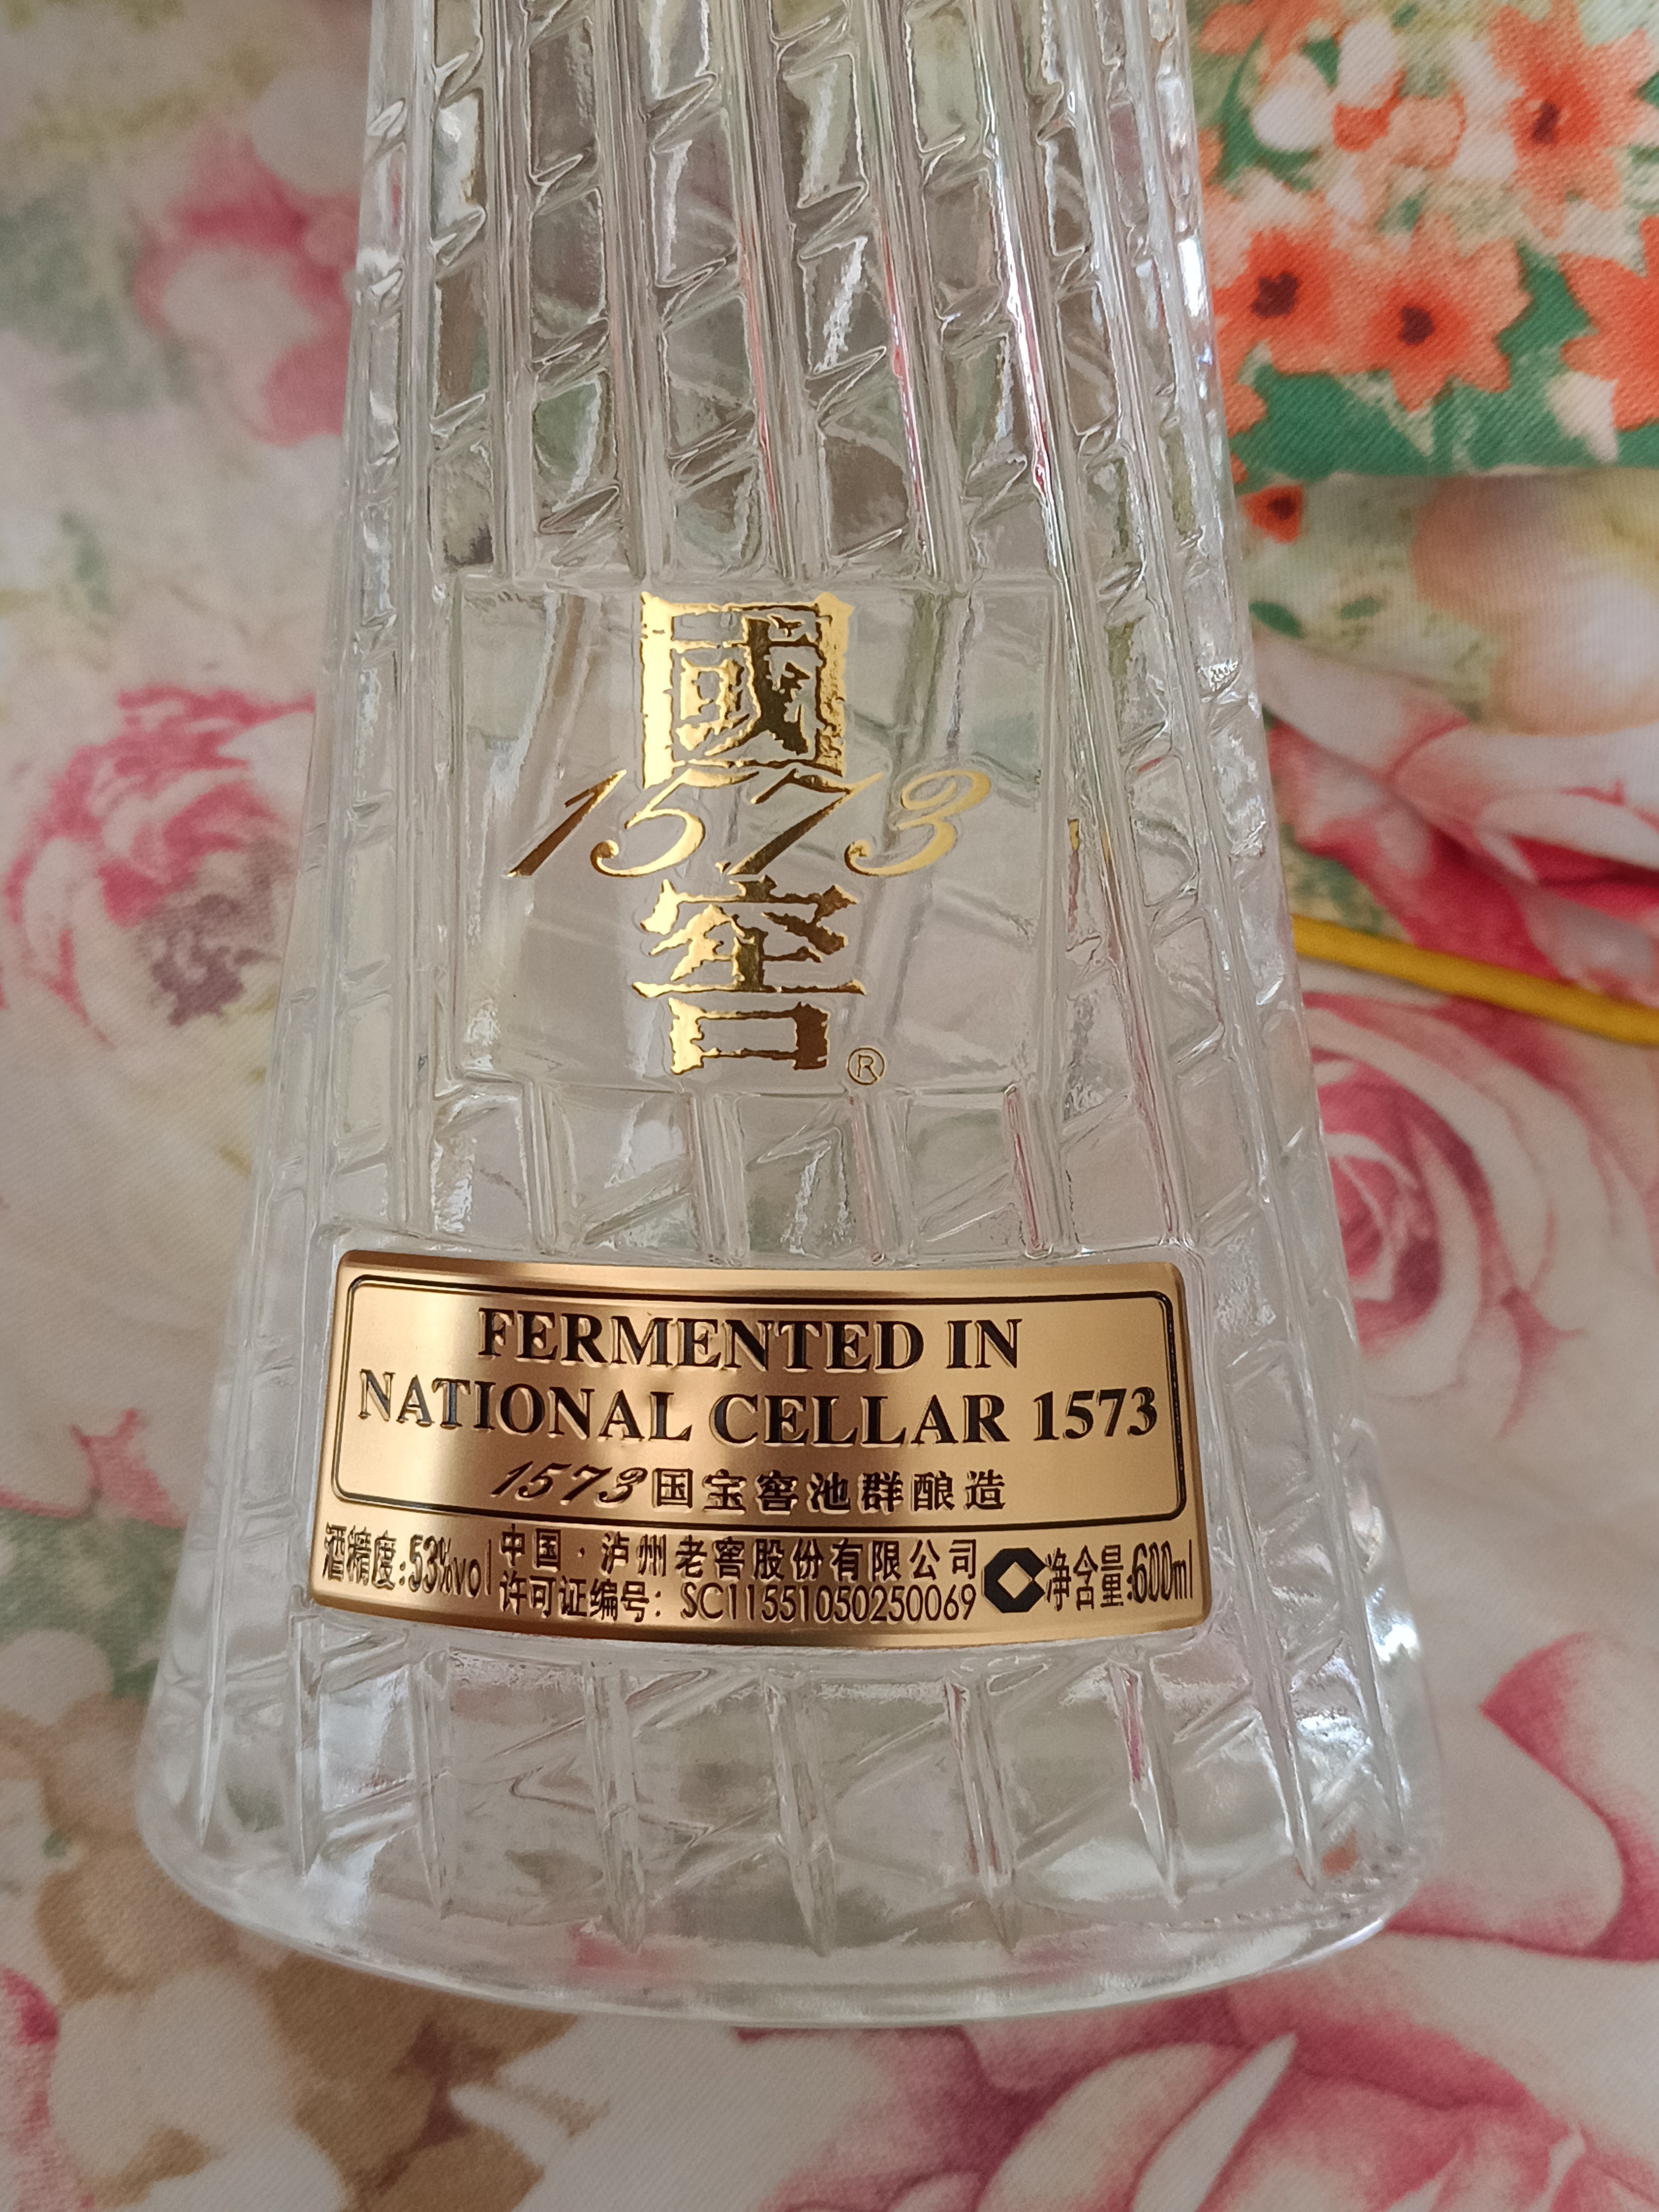 國
1573
窖
®
FERMENTED IN
NATIONAL CELLAR 1573
1573国宝窖池群酿造
酒精度:53%vol
中国·泸州老窖股份有限公司
许可证编号：SC11551050250069
净含量:600ml